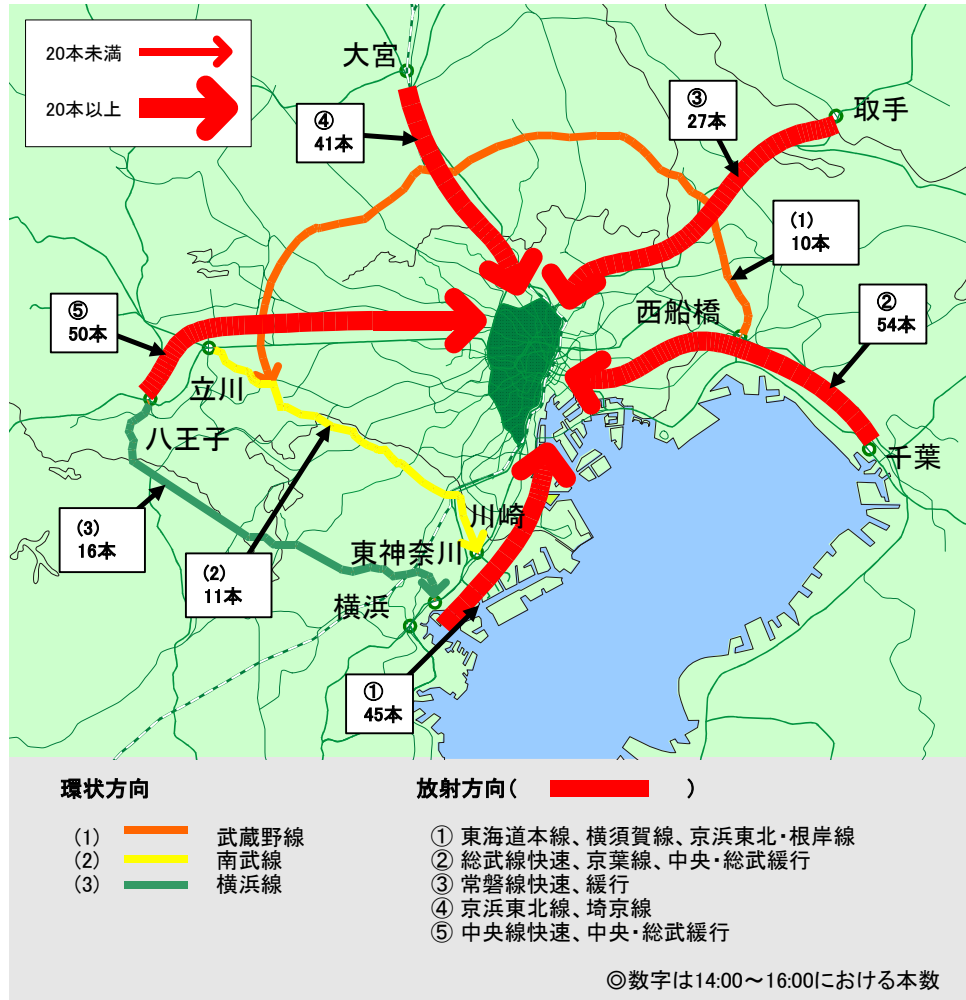 20本未満
20本以上
大宮
④
41本
③
27本
取手
(1)
10本
⑤
50本
西船橋
②
54本
立川
八王子
千葉
(3)
16本
川崎
東神奈川
(2)
11本
横浜
①
45本
環状方向
(1) 武蔵野線
(2) 南武線
(3) 横浜線
放射方向( )
① 東海道本線、横須賀線、京浜東北・根岸線
② 総武線快速、京葉線、中央・総武緩行
③ 常磐線快速、緩行
④ 京浜東北線、埼京線
⑤ 中央線快速、中央・総武緩行
◎数字は14:00～16:00における本数